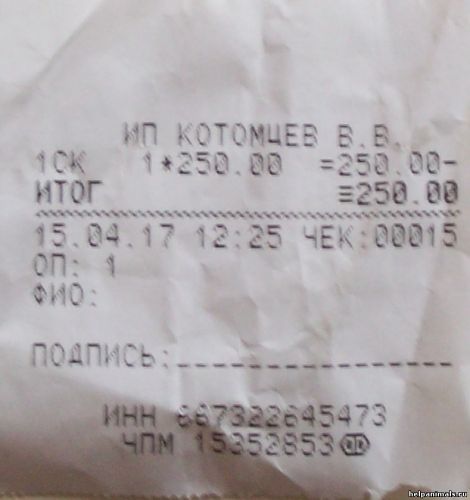 ИП КОТОМЦЕВ В.В.
1СК 1*250.00 =250.00-
ИТОГ ≡250.00
15.04.17 12:25 ЧЕК:00015
ОП: 1
ФИО:
ПОДПИСЬ:
ИНН 667322645473
ЧПМ 15352853
helpanimals.ru